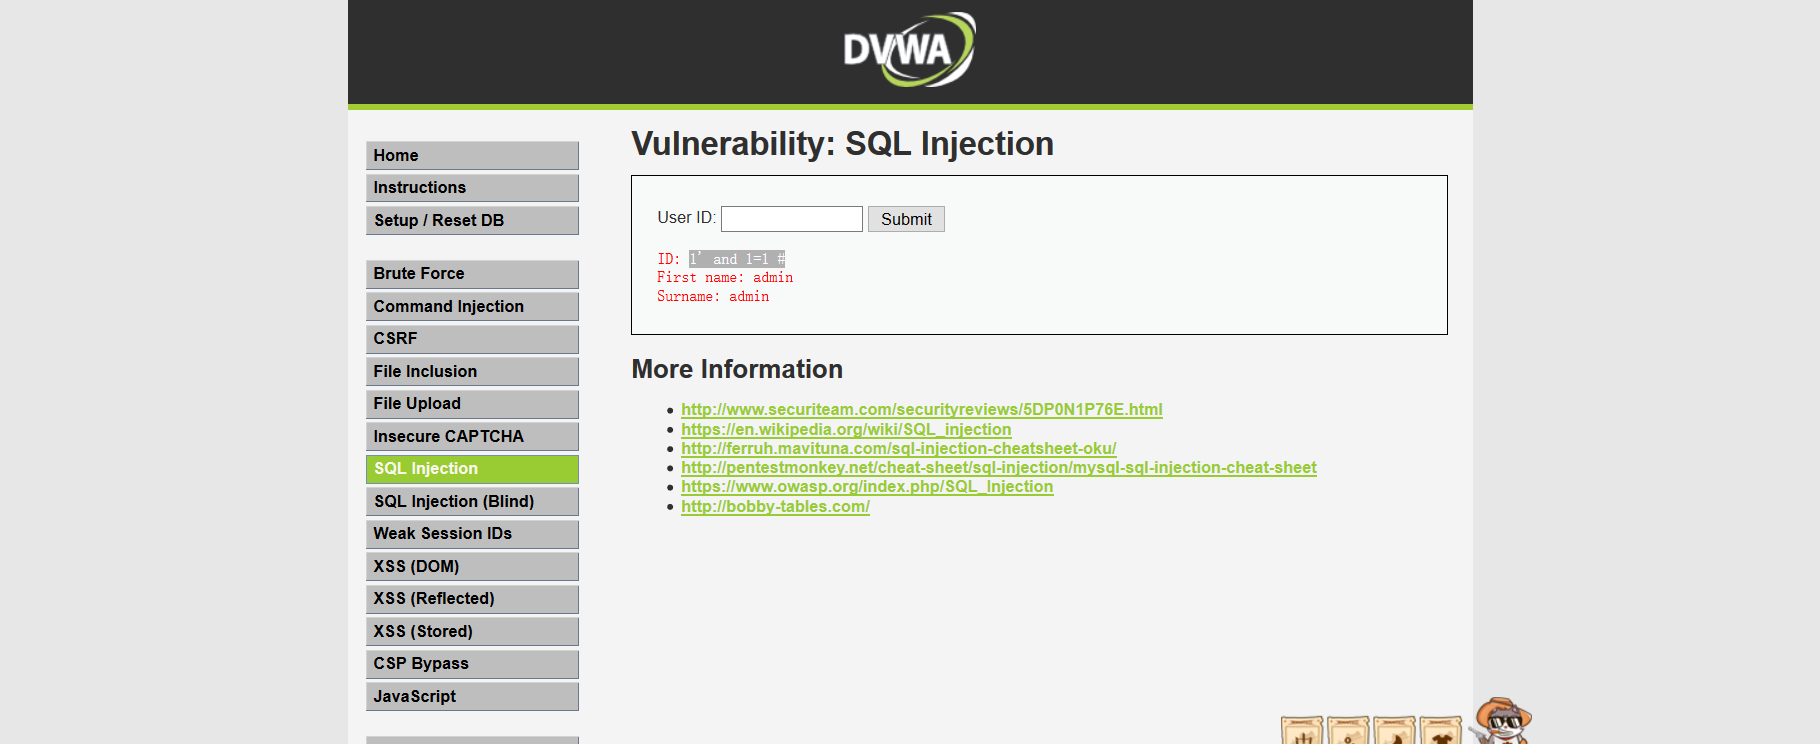 DVWA
Home
Instructions
Setup / Reset DB
Brute Force
Command Injection
CSRF
File Inclusion
File Upload
Insecure CAPTCHA
SQL Injection
SQL Injection (Blind)
Weak Session IDs
XSS (DOM)
XSS (Reflected)
XSS (Stored)
CSP Bypass
JavaScript
Vulnerability: SQL Injection
User ID: Submit
ID: 1' and 1=1 #
First name: admin
Surname: admin
More Information
http://www.securiteam.com/securityreviews/5DP0N1P76E.html
https://en.wikipedia.org/wiki/SQL_injection
http://ferruh.mavituna.com/sql-injection-cheatsheet-oku/
http://pentestmonkey.net/cheat-sheet/sql-injection/mysql-sql-injection-cheat-sheet
https://www.owasp.org/index.php/SQL_Injection
http://bobby-tables.com/